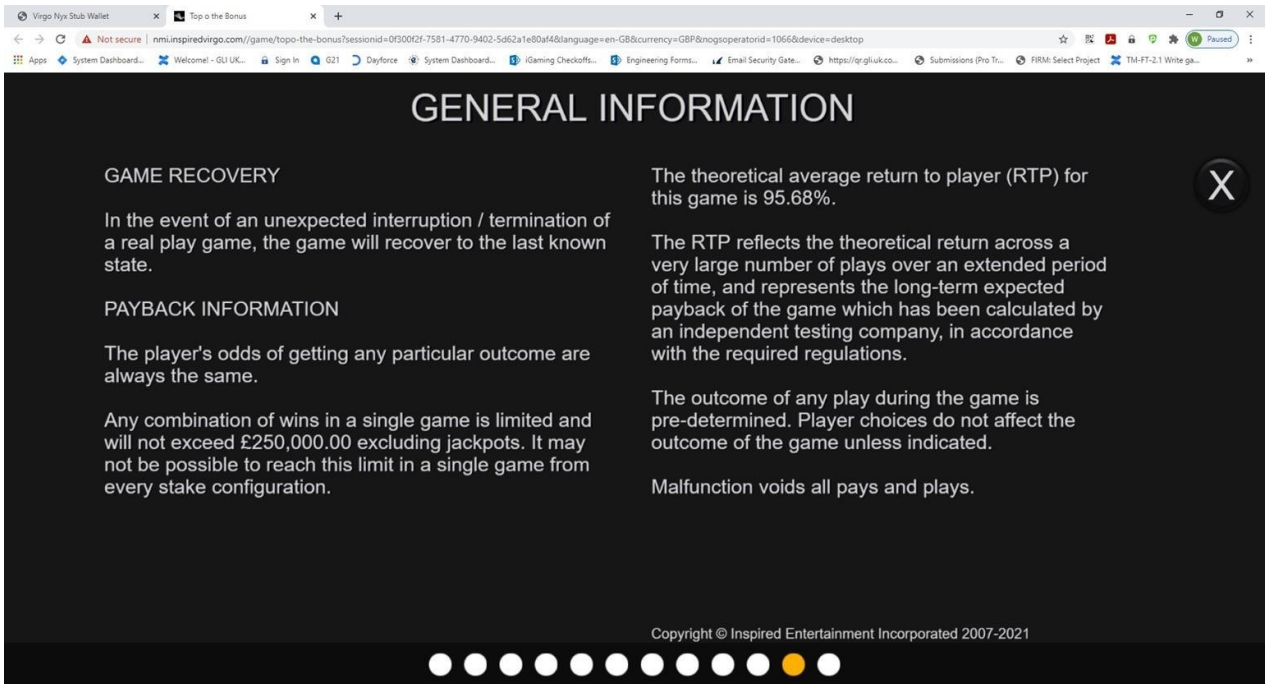 Virgo Nyx Stub Wallet
Top o the Bonus
Not secure
nmi.inspiredvirgo.com//game/topo-the-bonus?sessionid=0f300f2f-7581-4770-9402-5d62a1e80af4&language=en-GB&currency=GBP&nogsoperatorid=1066&device=desktop
W Paused
Apps
System Dashboard...
Welcome! - GLI UK...
Sign In
G21
Dayforce
System Dashboard...
iGaming Checkoffs...
Engineering Forms...
Email Security Gate...
https://qr.gli.uk.co...
Submissions (Pro Tr...
FIRM: Select Project
TM-FT-2.1 Write ga...
GENERAL INFORMATION
X
GAME RECOVERY
In the event of an unexpected interruption / termination of
a real play game, the game will recover to the last known
state.
PAYBACK INFORMATION
The player's odds of getting any particular outcome are
always the same.
Any combination of wins in a single game is limited and
will not exceed £250,000.00 excluding jackpots. It may
not be possible to reach this limit in a single game from
every stake configuration.
The theoretical average return to player (RTP) for
this game is 95.68%.
The RTP reflects the theoretical return across a
very large number of plays over an extended period
of time, and represents the long-term expected
payback of the game which has been calculated by
an independent testing company, in accordance
with the required regulations.
The outcome of any play during the game is
pre-determined. Player choices do not affect the
outcome of the game unless indicated.
Malfunction voids all pays and plays.
Copyright © Inspired Entertainment Incorporated 2007-2021